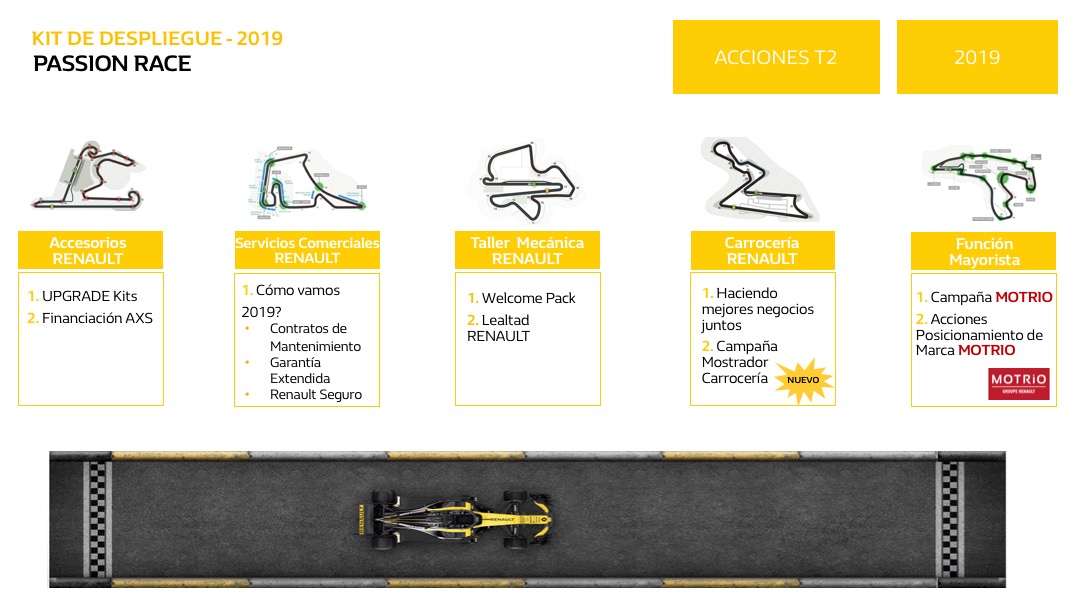 KIT DE DESPLIEGUE - 2019
PASSION RACE
ACCIONES T2
2019
Accesorios
RENAULT
1. UPGRADE Kits
2. Financiación AXS
Servicios Comerciales
RENAULT
1. Cómo vamos
2019?
• Contratos de
Mantenimiento
• Garantía
Extendida
• Renault Seguro
Taller Mecánica
RENAULT
1. Welcome Pack
2. Lealtad
RENAULT
Carrocería
RENAULT
1. Haciendo
mejores negocios
juntos
2. Campaña
Mostrador
Carrocería
NUEVO
Función
Mayorista
1. Campaña MOTRIO
2. Acciones
Posicionamiento de
Marca MOTRIO
MOTRIO
GROUPE RENAULT
RENAULT
RENAULT